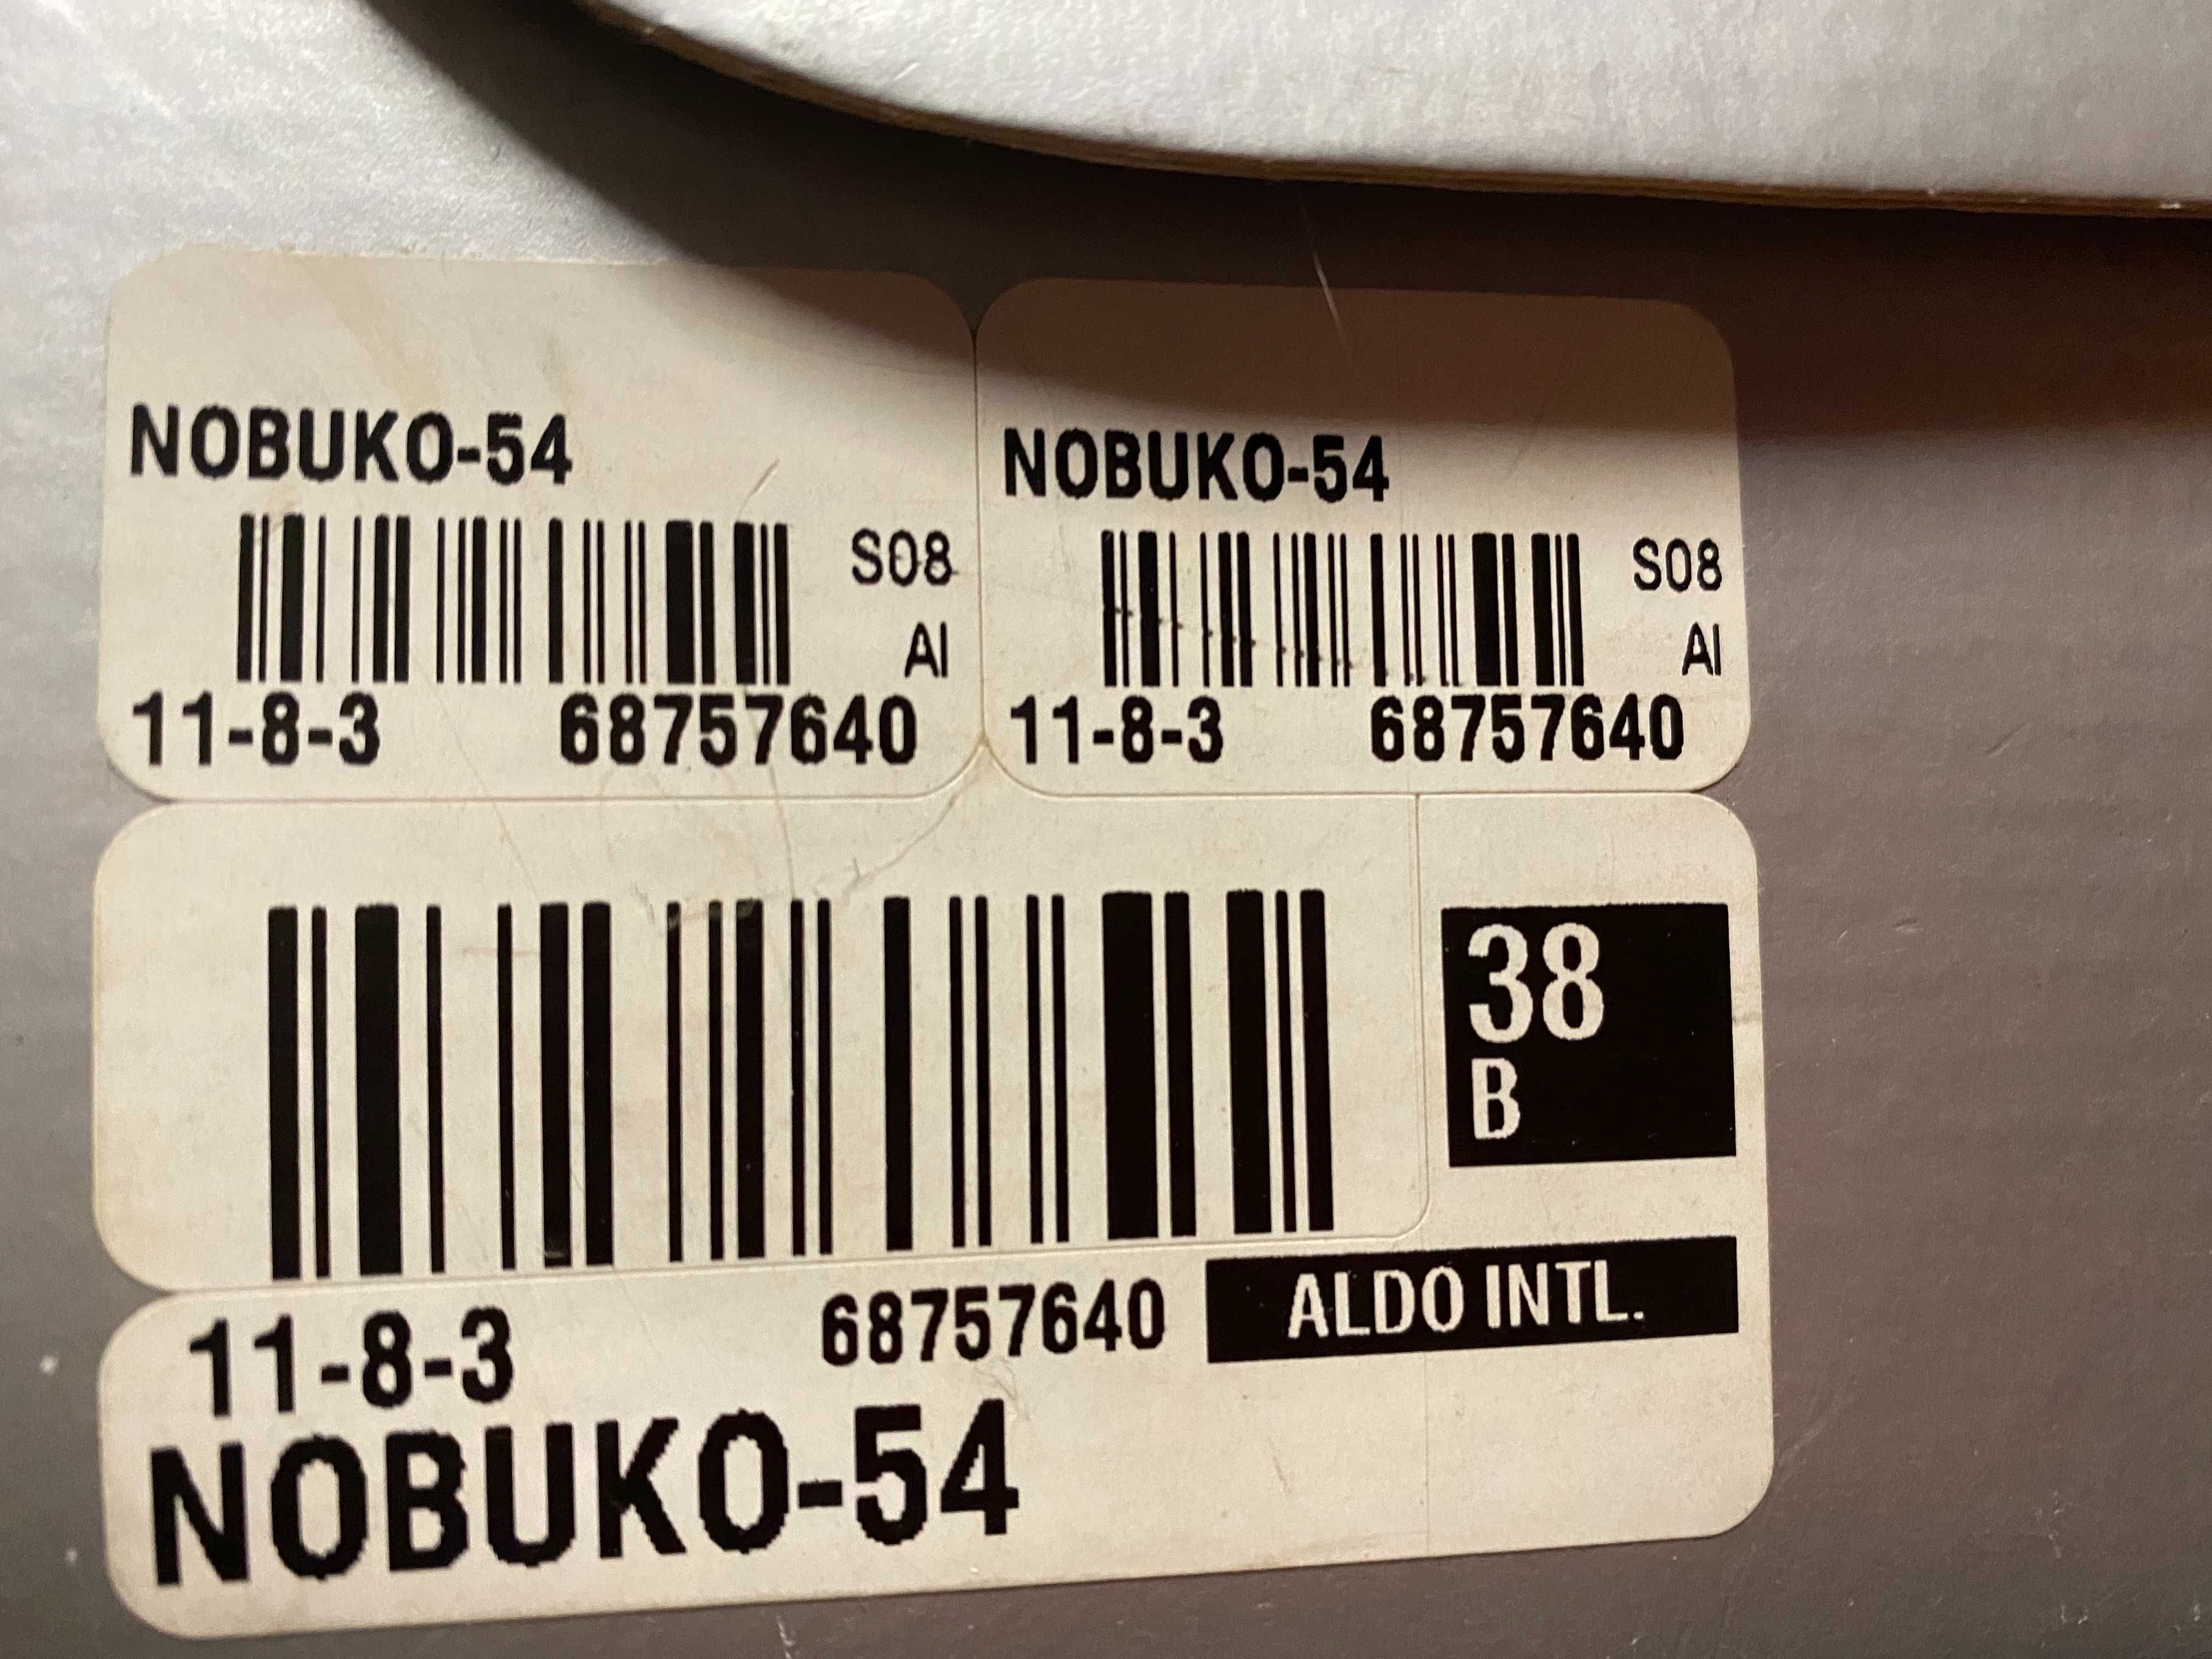 NOBUKO-54
S08
AI
11-8-3 68757640
NOBUKO-54
S08
AI
11-8-3 68757640
38
B
11-8-3 68757640 ALDO INTL.
NOBUKO-54